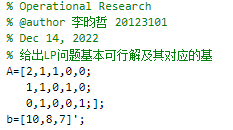 % Operational Research
% @author 李昀哲 20123101
% Dec 14, 2022
% 给出LP问题基本可行解及其对应的基
A=[2,1,1,0,0;
1,1,0,1,0;
0,1,0,0,1;];
b=[10,8,7]';